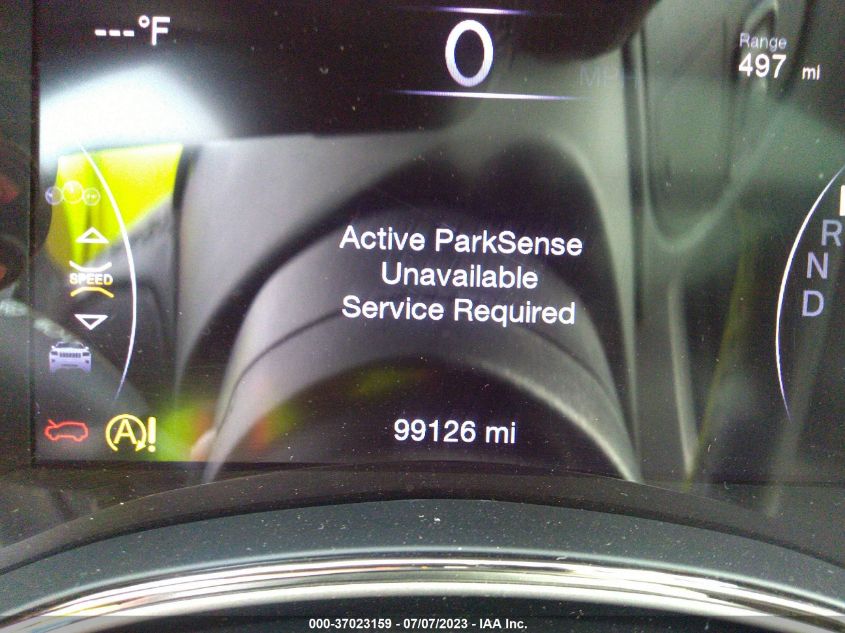 ---°F
0
MPH
Range
497 mi
SPEED
R
N
D
Active ParkSense
Unavailable
Service Required
A!
99126 mi
000-37023159 - 07/07/2023 - IAA Inc.